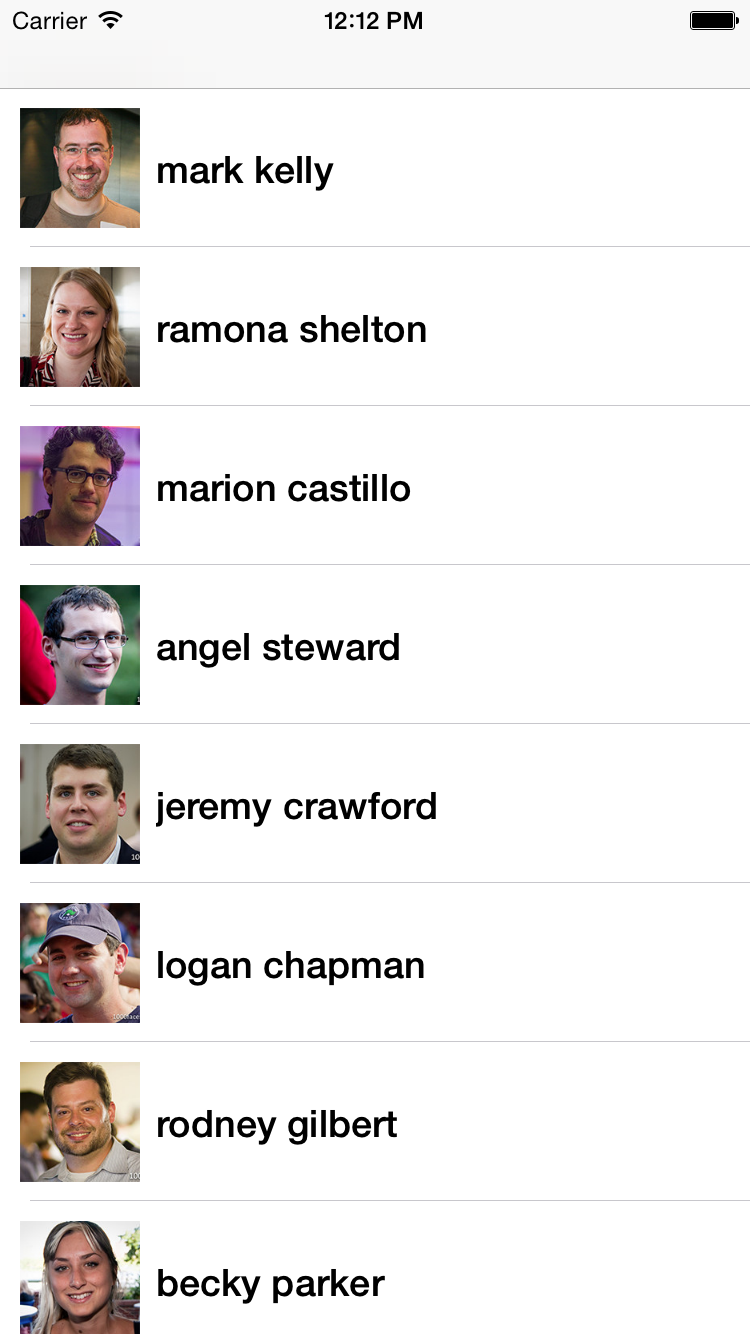 Carrier 12:12 PM
mark kelly
ramona shelton
marion castillo
angel steward
jeremy crawford
logan chapman
rodney gilbert
becky parker